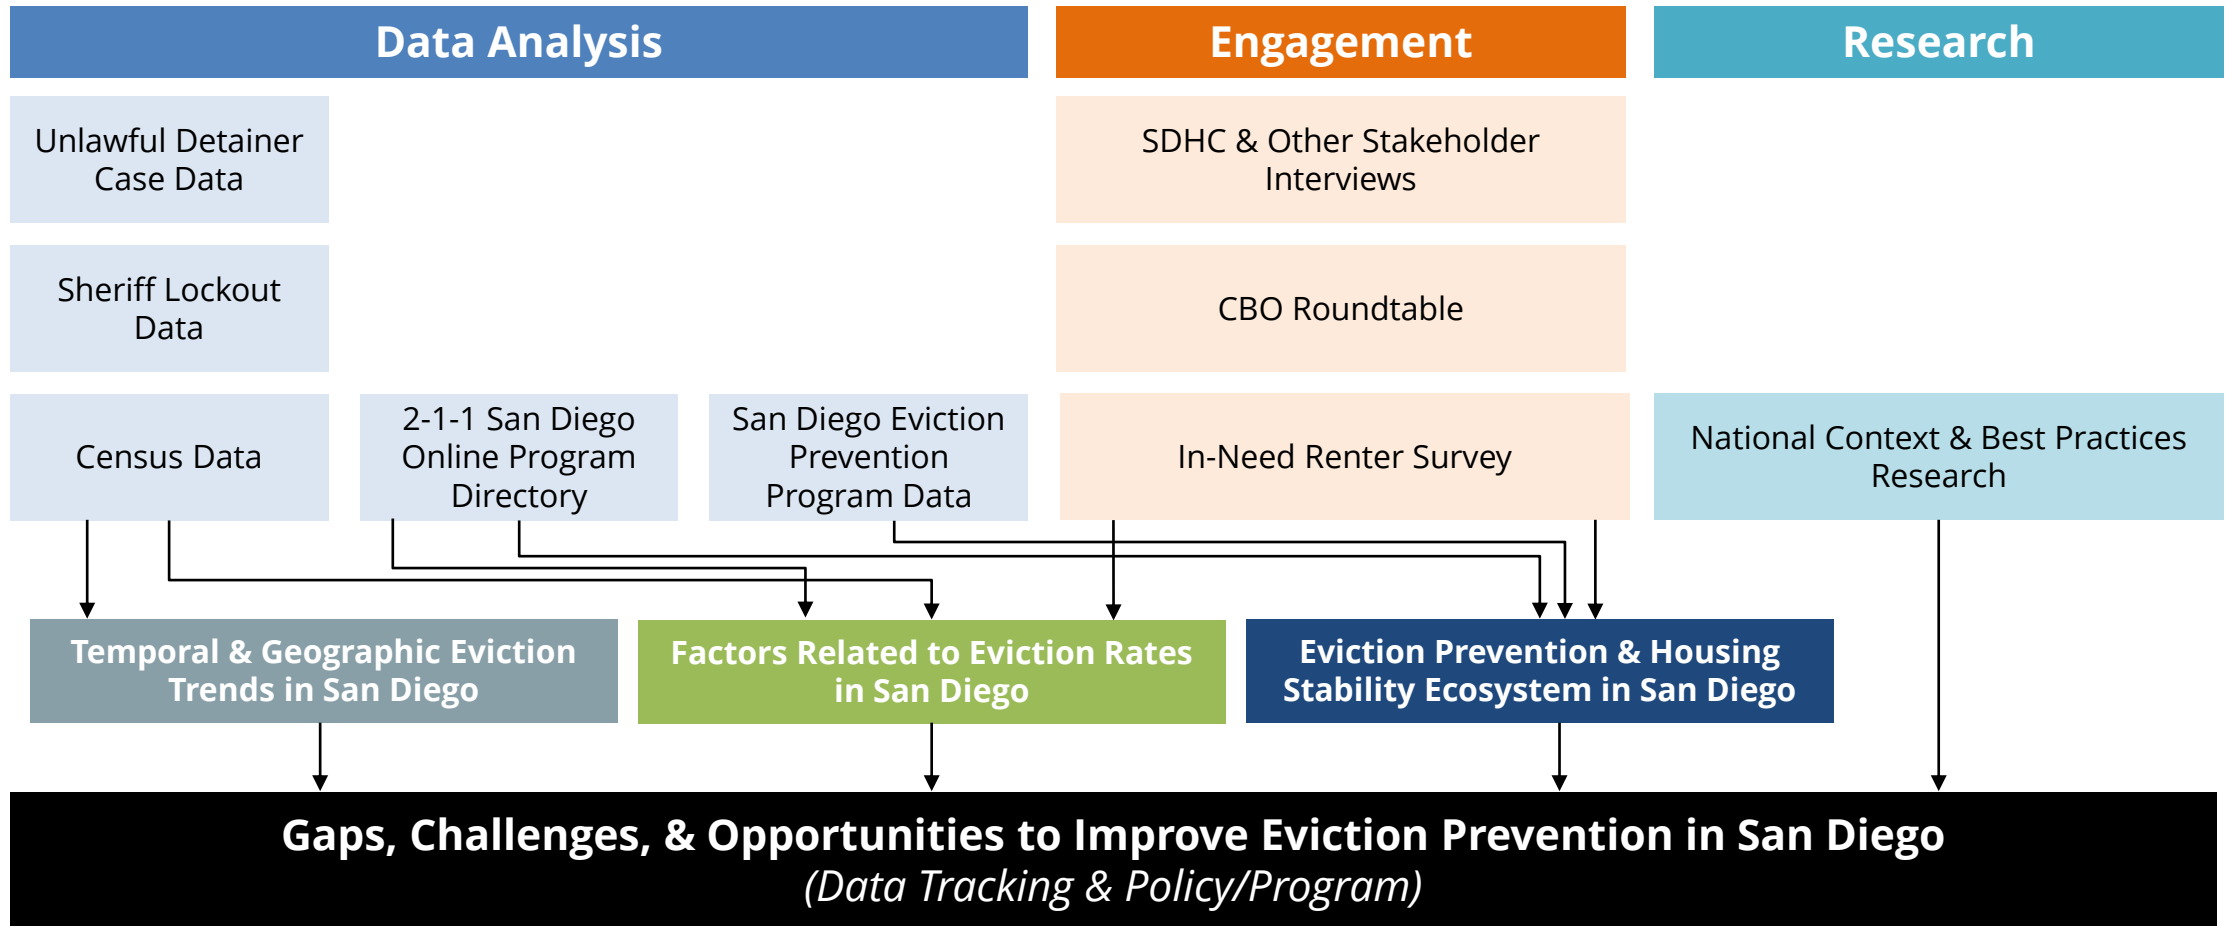 Data Analysis
Engagement
Research
Unlawful Detainer
Case Data
SDHC & Other Stakeholder
Interviews
Sheriff Lockout
Data
CBO Roundtable
Census Data
2-1-1 San Diego
Online Program
Directory
San Diego Eviction
Prevention
Program Data
In-Need Renter Survey
National Context & Best Practices
Research
Temporal & Geographic Eviction
Trends in San Diego
Factors Related to Eviction Rates
in San Diego
Eviction Prevention & Housing
Stability Ecosystem in San Diego
Gaps, Challenges, & Opportunities to Improve Eviction Prevention in San Diego
(Data Tracking & Policy/Program)